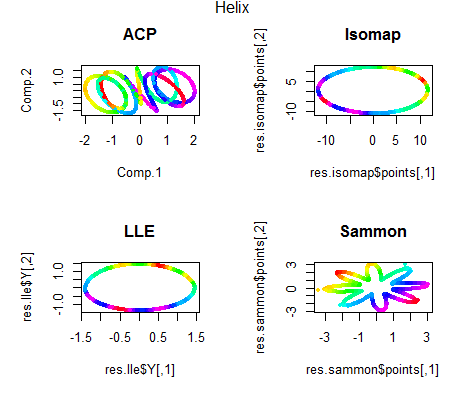 Helix
ACP
Comp.2
-1.5 1.0
-2 -1 0 1 2
Comp.1
Isomap
res.isomap$points[,2]
-10 5
-10 0 5 10
res.isomap$points[,1]
LLE
res.lle$Y[,2]
-1.0 1.0
-1.5 -0.5 0.5 1.5
res.lle$Y[,1]
Sammon
res.sammon$points[,2]
-3 0 3
-3 -1 1 3
res.sammon$points[,1]